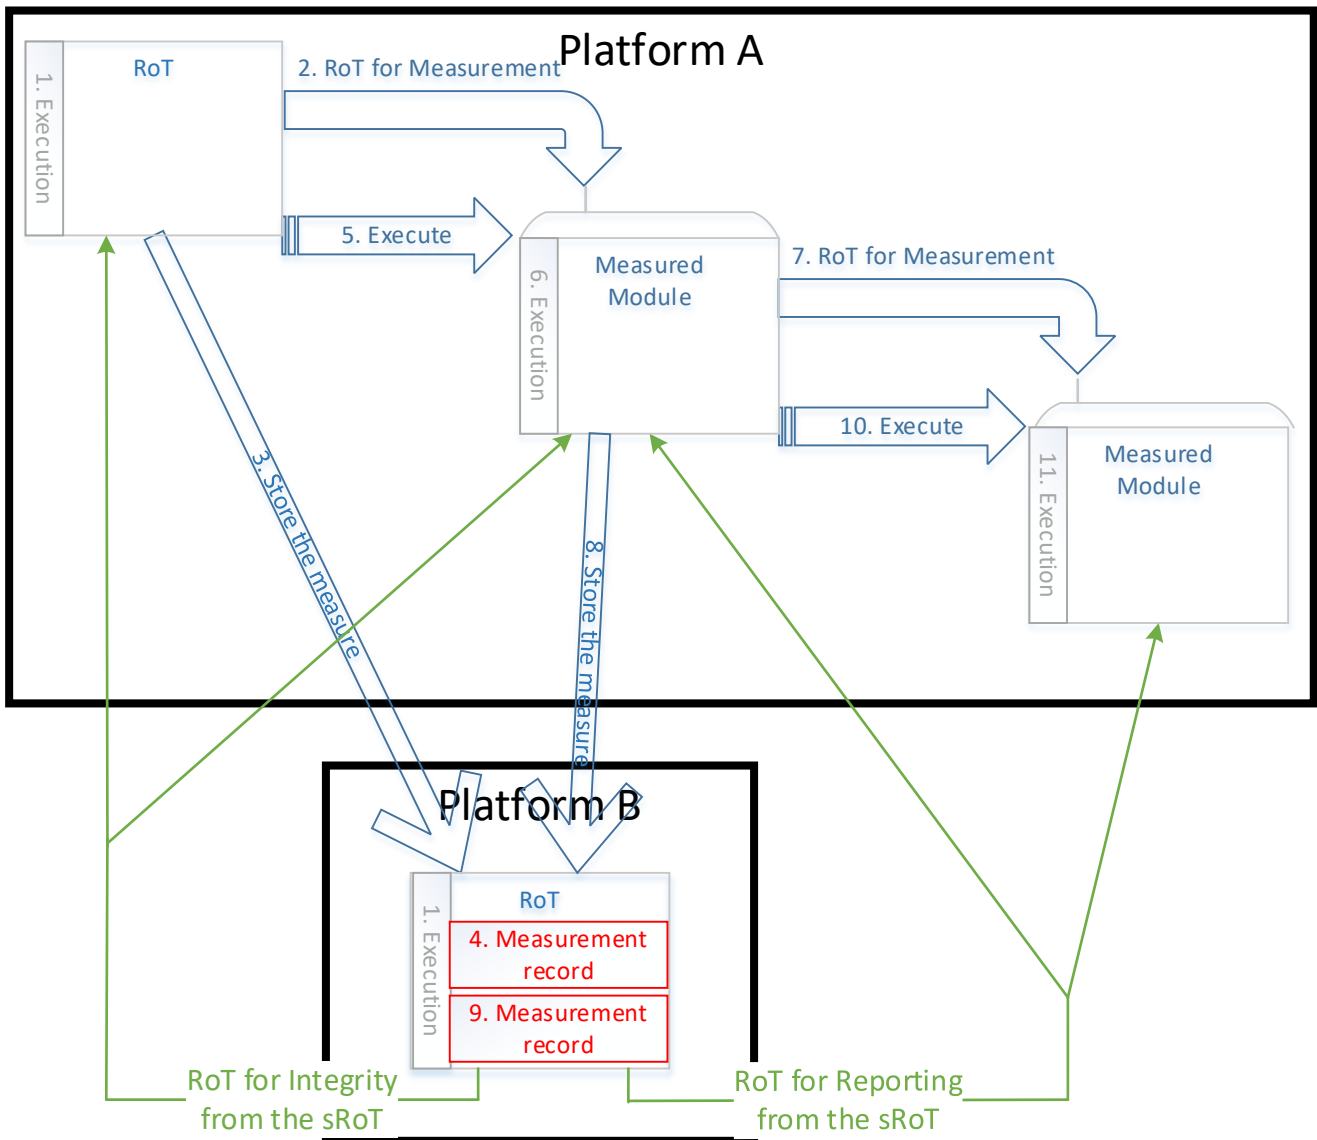 Platform A
RoT
1. Execution
2. RoT for Measurement
5. Execute
Measured
Module
6. Execution
7. RoT for Measurement
10. Execute
Measured
Module
11. Execution
3. Store the measure
8. Store the measure
Platform B
RoT
1. Execution
4. Measurement
record
9. Measurement
record
RoT for Integrity
from the sRoT
RoT for Reporting
from the sRoT